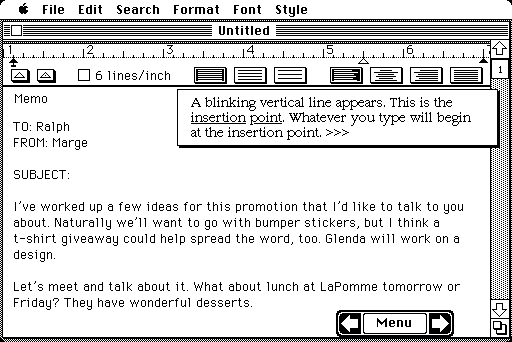 File Edit Search Format Font Style
Untitled
1 2 3 4 5 6 7
6 lines/inch
1
Memo
A blinking vertical line appears. This is the
insertion point. Whatever you type will begin
at the insertion point. >>>
TO: Ralph
FROM: Marge
SUBJECT:
I've worked up a few ideas for this promotion that I'd like to talk to you
about. Naturally we'll want to go with bumper stickers, but I think a
t-shirt giveaway could help spread the word, too. Glenda will work on a
design.
Let's meet and talk about it. What about lunch at LaPomme tomorrow or
Friday? They have wonderful desserts.
Menu